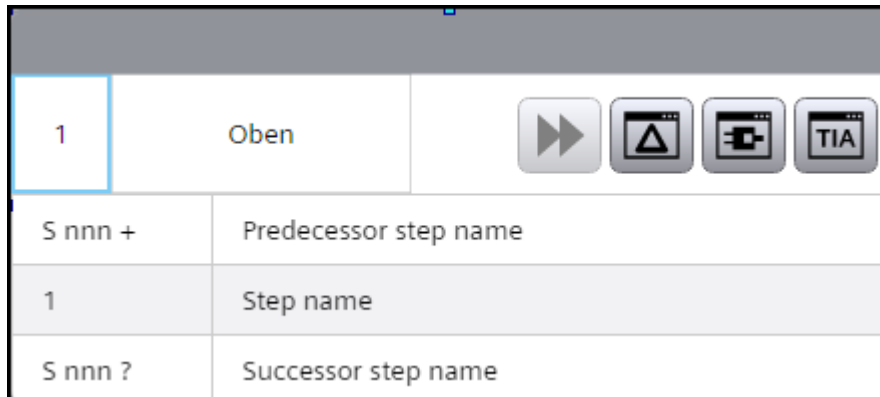 1 Oben TIA
S nnn + Predecessor step name
1 Step name
S nnn ? Successor step name